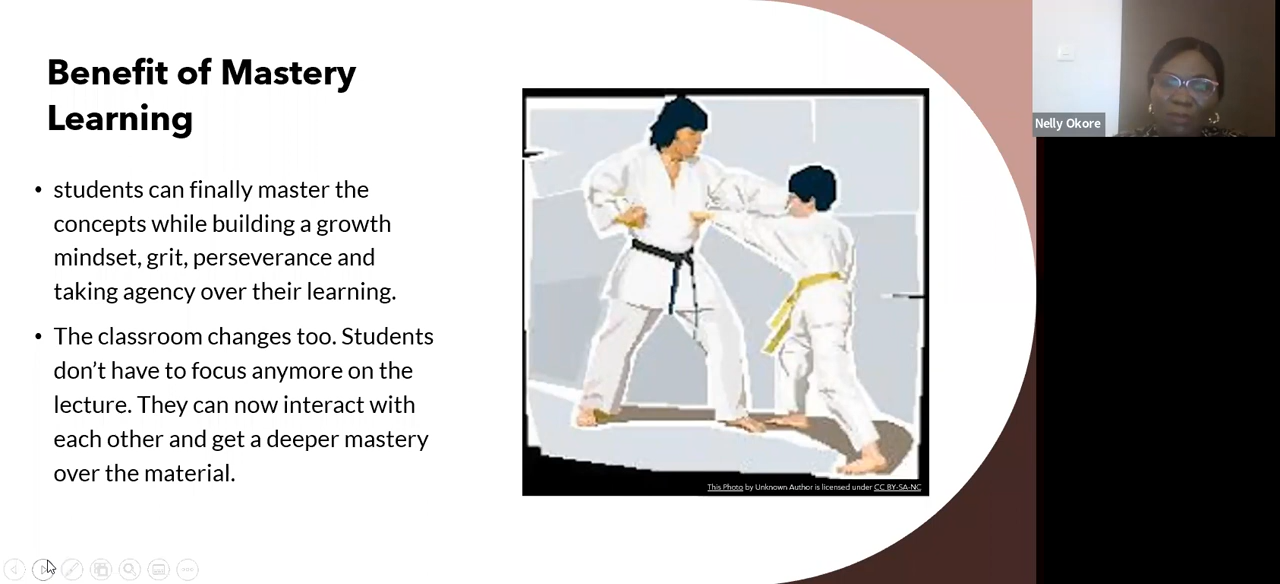 Benefit of Mastery
Learning
• students can finally master the
concepts while building a growth
mindset, grit, perseverance and
taking agency over their learning.
• The classroom changes too. Students
don’t have to focus anymore on the
lecture. They can now interact with
each other and get a deeper mastery
over the material.
This Photo by Unknown Author is licensed under CC BY-SA-NC
Nelly Okore